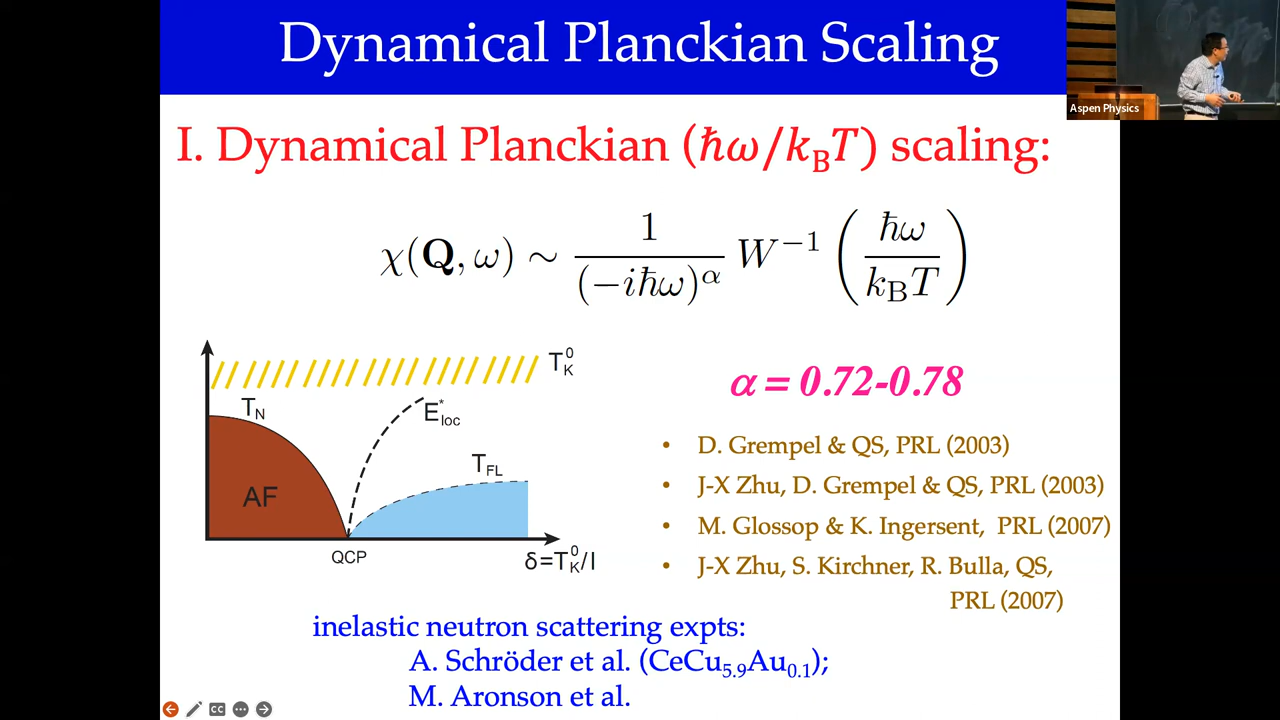 Dynamical Planckian Scaling
Aspen Physics
I. Dynamical Planckian (ℏω/k_BT) scaling:
χ(Q, ω) ∼ 1/(−iℏω)^α W^−1 (ℏω/k_BT)
T_K^0
T_N
E*_loc
T_FL
AF
QCP
δ=T_K^0/I
α = 0.72-0.78
• D. Grempel & QS, PRL (2003)
• J-X Zhu, D. Grempel & QS, PRL (2003)
• M. Glossop & K. Ingersent, PRL (2007)
• J-X Zhu, S. Kirchner, R. Bulla, QS,
PRL (2007)
inelastic neutron scattering expts:
A. Schröder et al. (CeCu5.9Au0.1);
M. Aronson et al.
CC